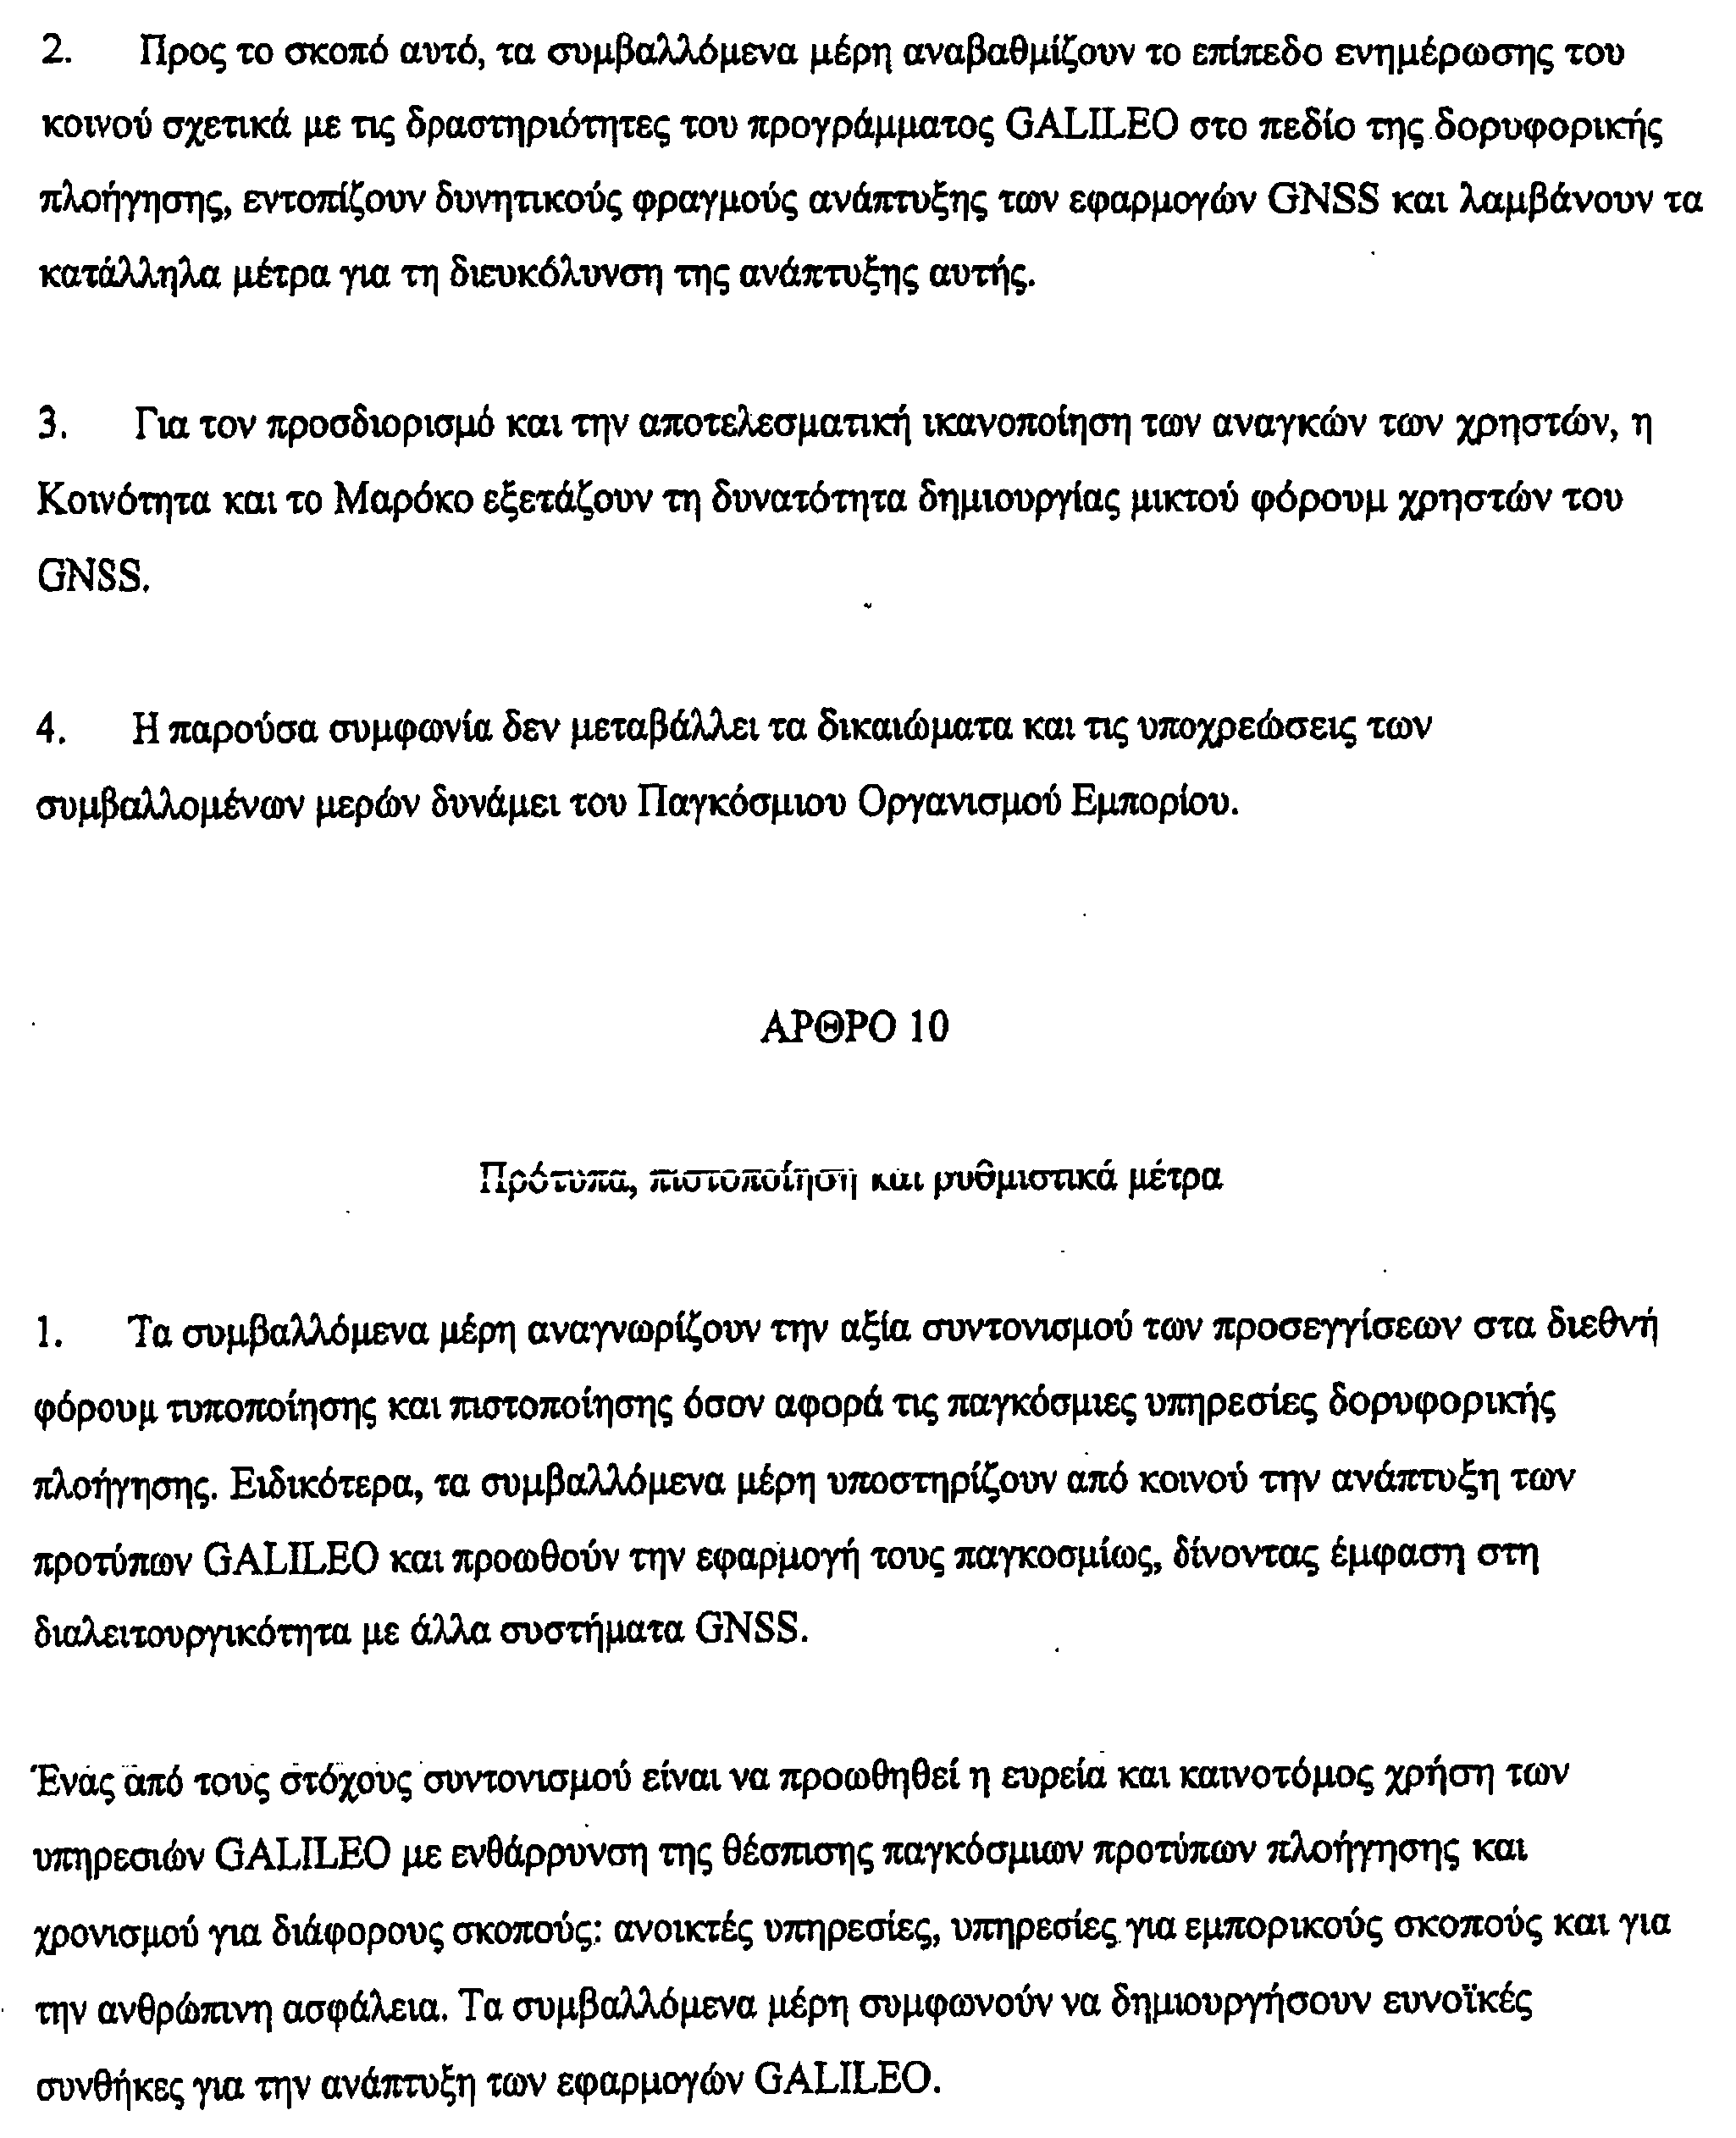 2. Προς το σκοπό αυτό, τα συμβαλλόμενα μέρη αναβαθμίζουν το επίπεδο ενημέρωσης του
κοινού σχετικά με τις δραστηριότητες του προγράμματος GALILEO στο πεδίο της δορυφορικής
πλοήγησης, εντοπίζουν δυνητικούς φραγμούς ανάπτυξης των εφαρμογών GNSS και λαμβάνουν τα
κατάλληλα μέτρα για τη διευκόλυνση της ανάπτυξης αυτής.
3. Για τον προσδιορισμό και την αποτελεσματική ικανοποίηση των αναγκών των χρηστών, η
Κοινότητα και το Μαρόκο εξετάζουν τη δυνατότητα δημιουργίας μικτού φόρουμ χρηστών του
GNSS.
4. Η παρούσα συμφωνία δεν μεταβάλλει τα δικαιώματα και τις υποχρεώσεις των
συμβαλλομένων μερών δυνάμει του Παγκόσμιου Οργανισμού Εμπορίου.
ΑΡΘΡΟ 10
Πρότυπα, πιστοποίηση και ρυθμιστικά μέτρα
1. Τα συμβαλλόμενα μέρη αναγνωρίζουν την αξία συντονισμού των προσεγγίσεων στα διεθνή
φόρουμ τυποποίησης και πιστοποίησης όσον αφορά τις παγκόσμιες υπηρεσίες δορυφορικής
πλοήγησης. Ειδικότερα, τα συμβαλλόμενα μέρη υποστηρίζουν από κοινού την ανάπτυξη των
προτύπων GALILEO και προωθούν την εφαρμογή τους παγκοσμίως, δίνοντας έμφαση στη
διαλειτουργικότητα με άλλα συστήματα GNSS.
Ένας από τους στόχους συντονισμού είναι να προωθηθεί η ευρεία και καινοτόμος χρήση των
υπηρεσιών GALILEO με ενθάρρυνση της θέσπισης παγκόσμιων προτύπων πλοήγησης και
χρονισμού για διάφορους σκοπούς: ανοικτές υπηρεσίες, υπηρεσίες για εμπορικούς σκοπούς και για
την ανθρώπινη ασφάλεια. Τα συμβαλλόμενα μέρη συμφωνούν να δημιουργήσουν ευνοϊκές
συνθήκες για την ανάπτυξη των εφαρμογών GALILEO.